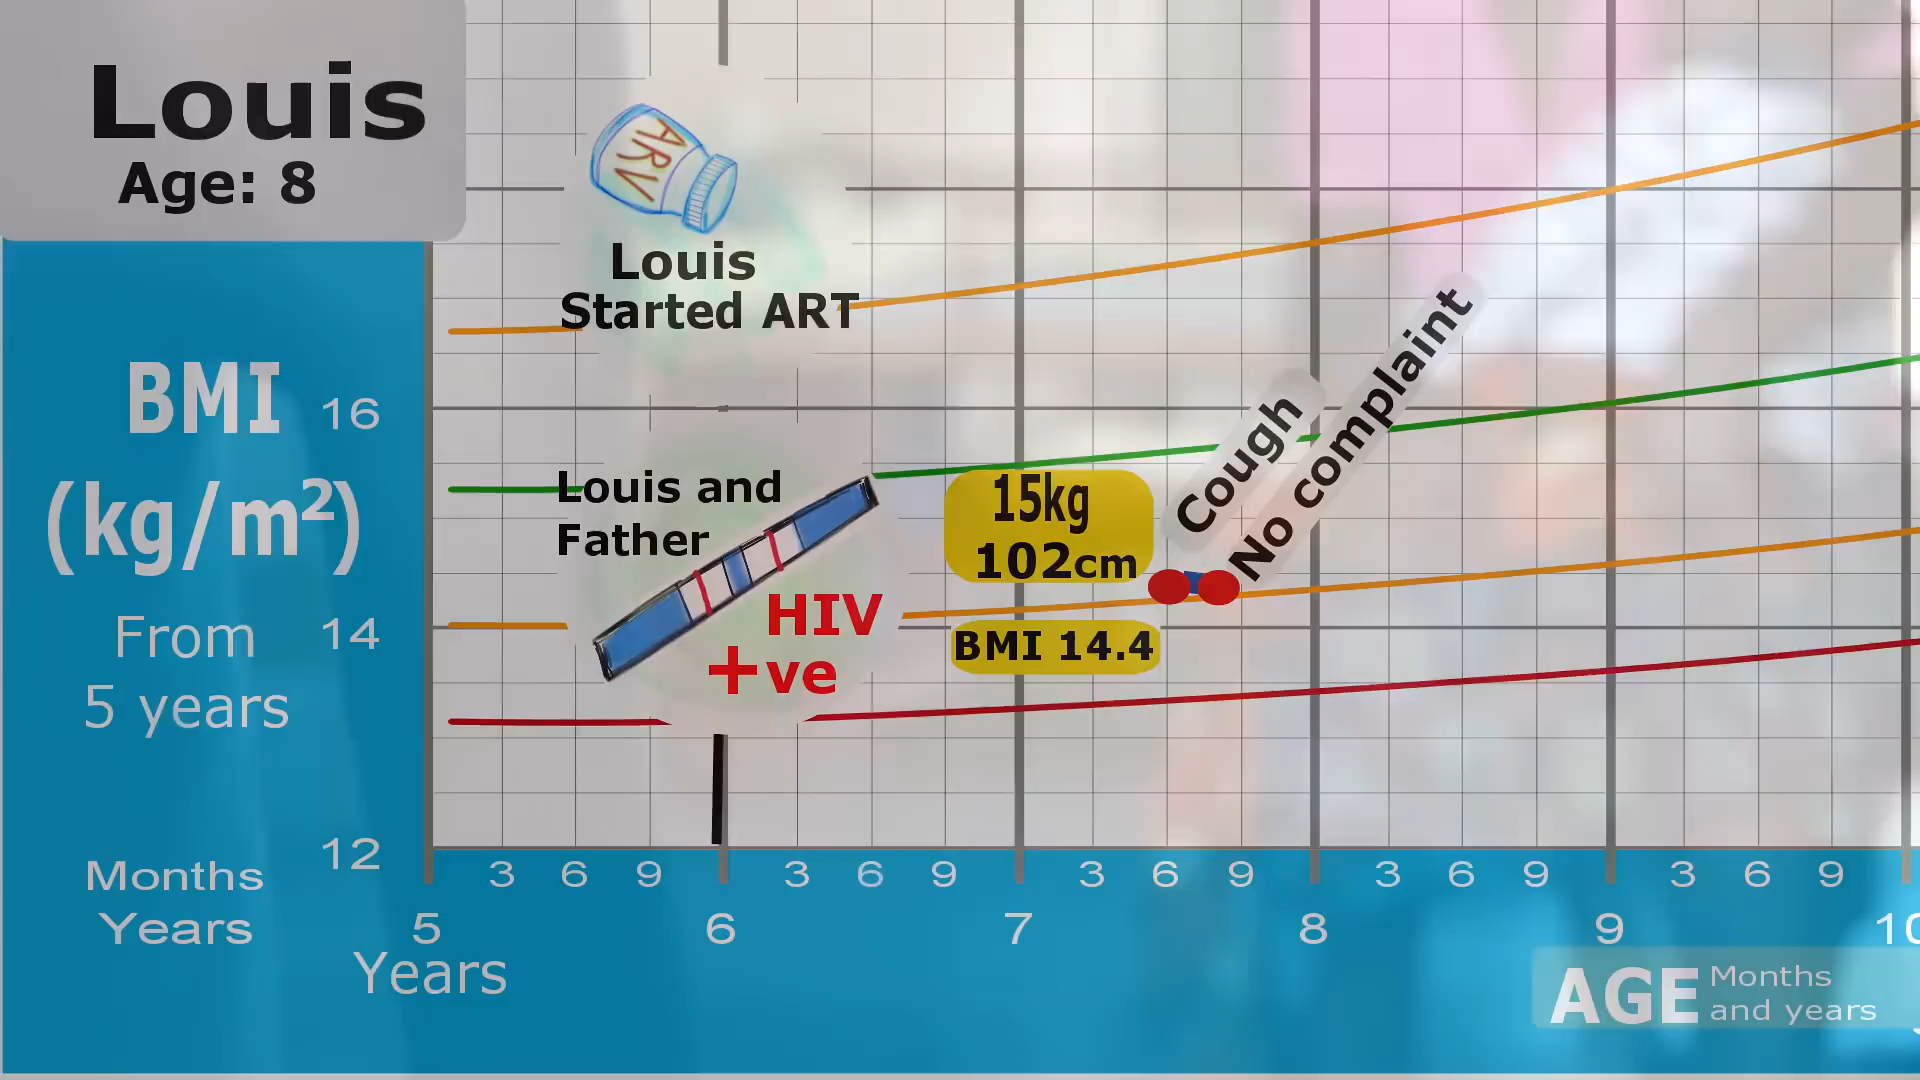 Louis
Age: 8
ARV
Louis
Started ART
BMI
(kg/m²)
From
5 years
16
14
12
Louis and
Father
HIV
+ve
15kg
102cm
BMI 14.4
Cough
No complaint
Months
3 6 9 3 6 9 3 6 9 3 6 9 3 6 9
Years
5 6 7 8 9 10
Years
AGE
Months
and years